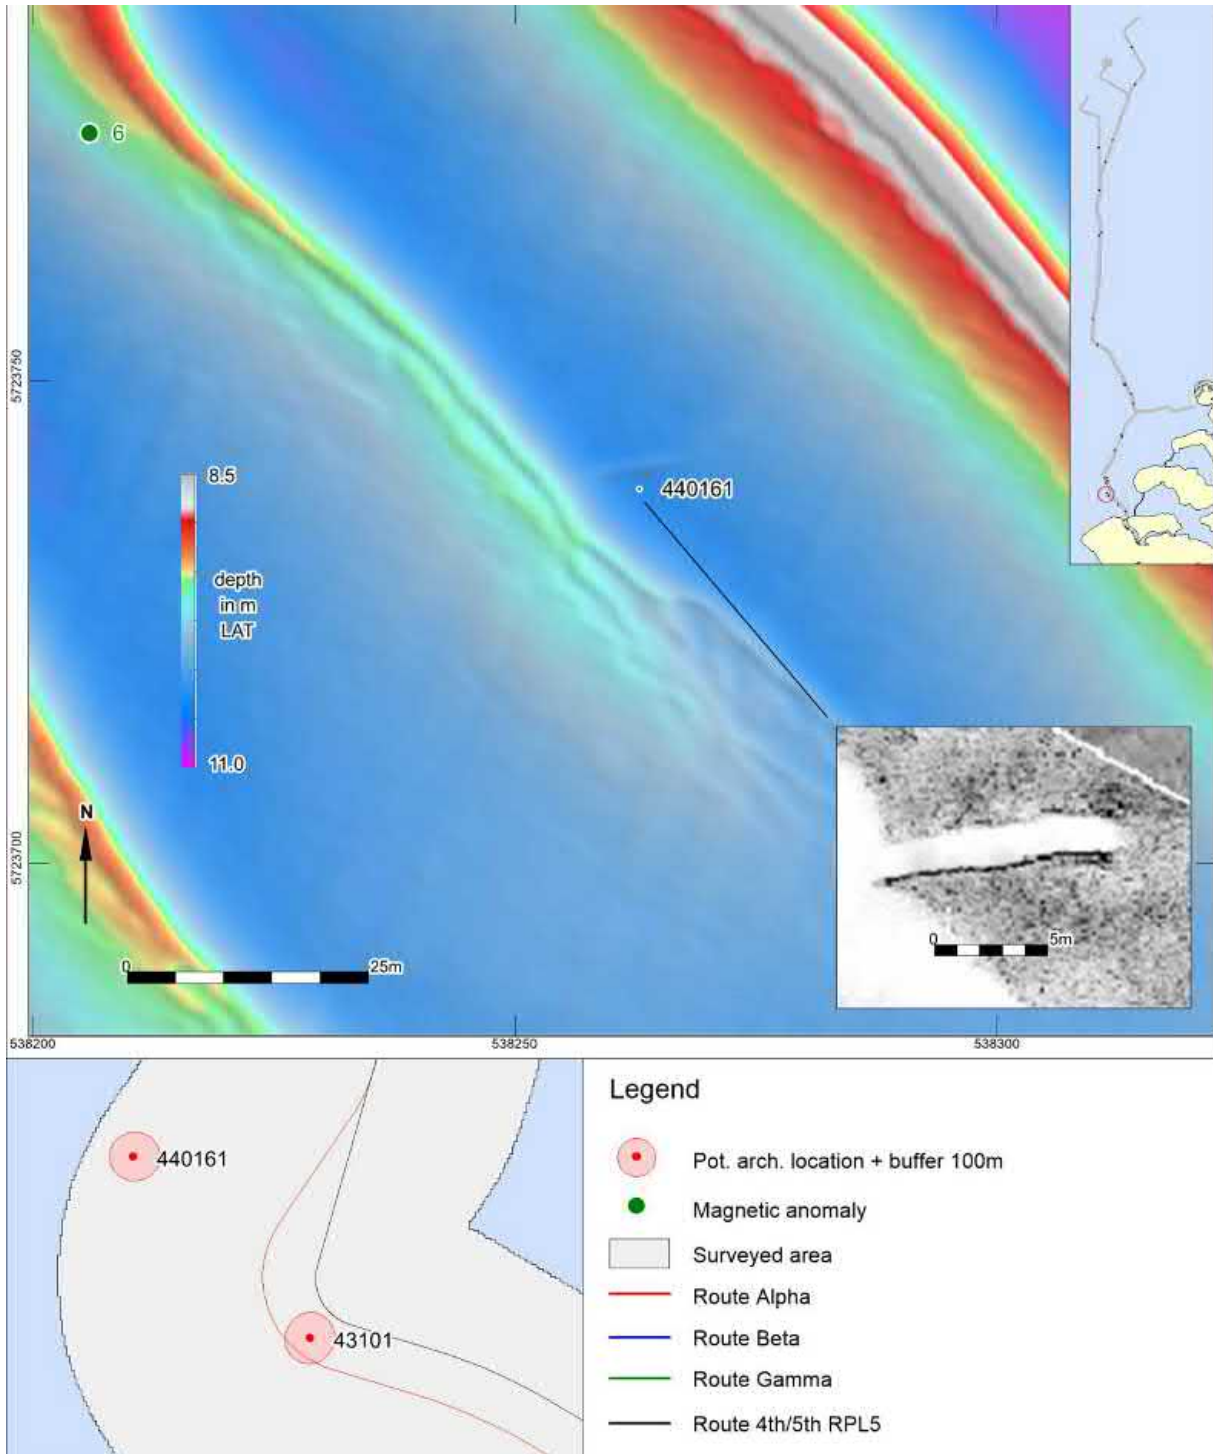 6
5723750
440161
8.5
depth
in m
LAT
11.0
5723700
N
0
25m
0
5m
538200
538250
538300
440161
43101
Legend
Pot. arch. location + buffer 100m
Magnetic anomaly
Surveyed area
Route Alpha
Route Beta
Route Gamma
Route 4th/5th RPL5